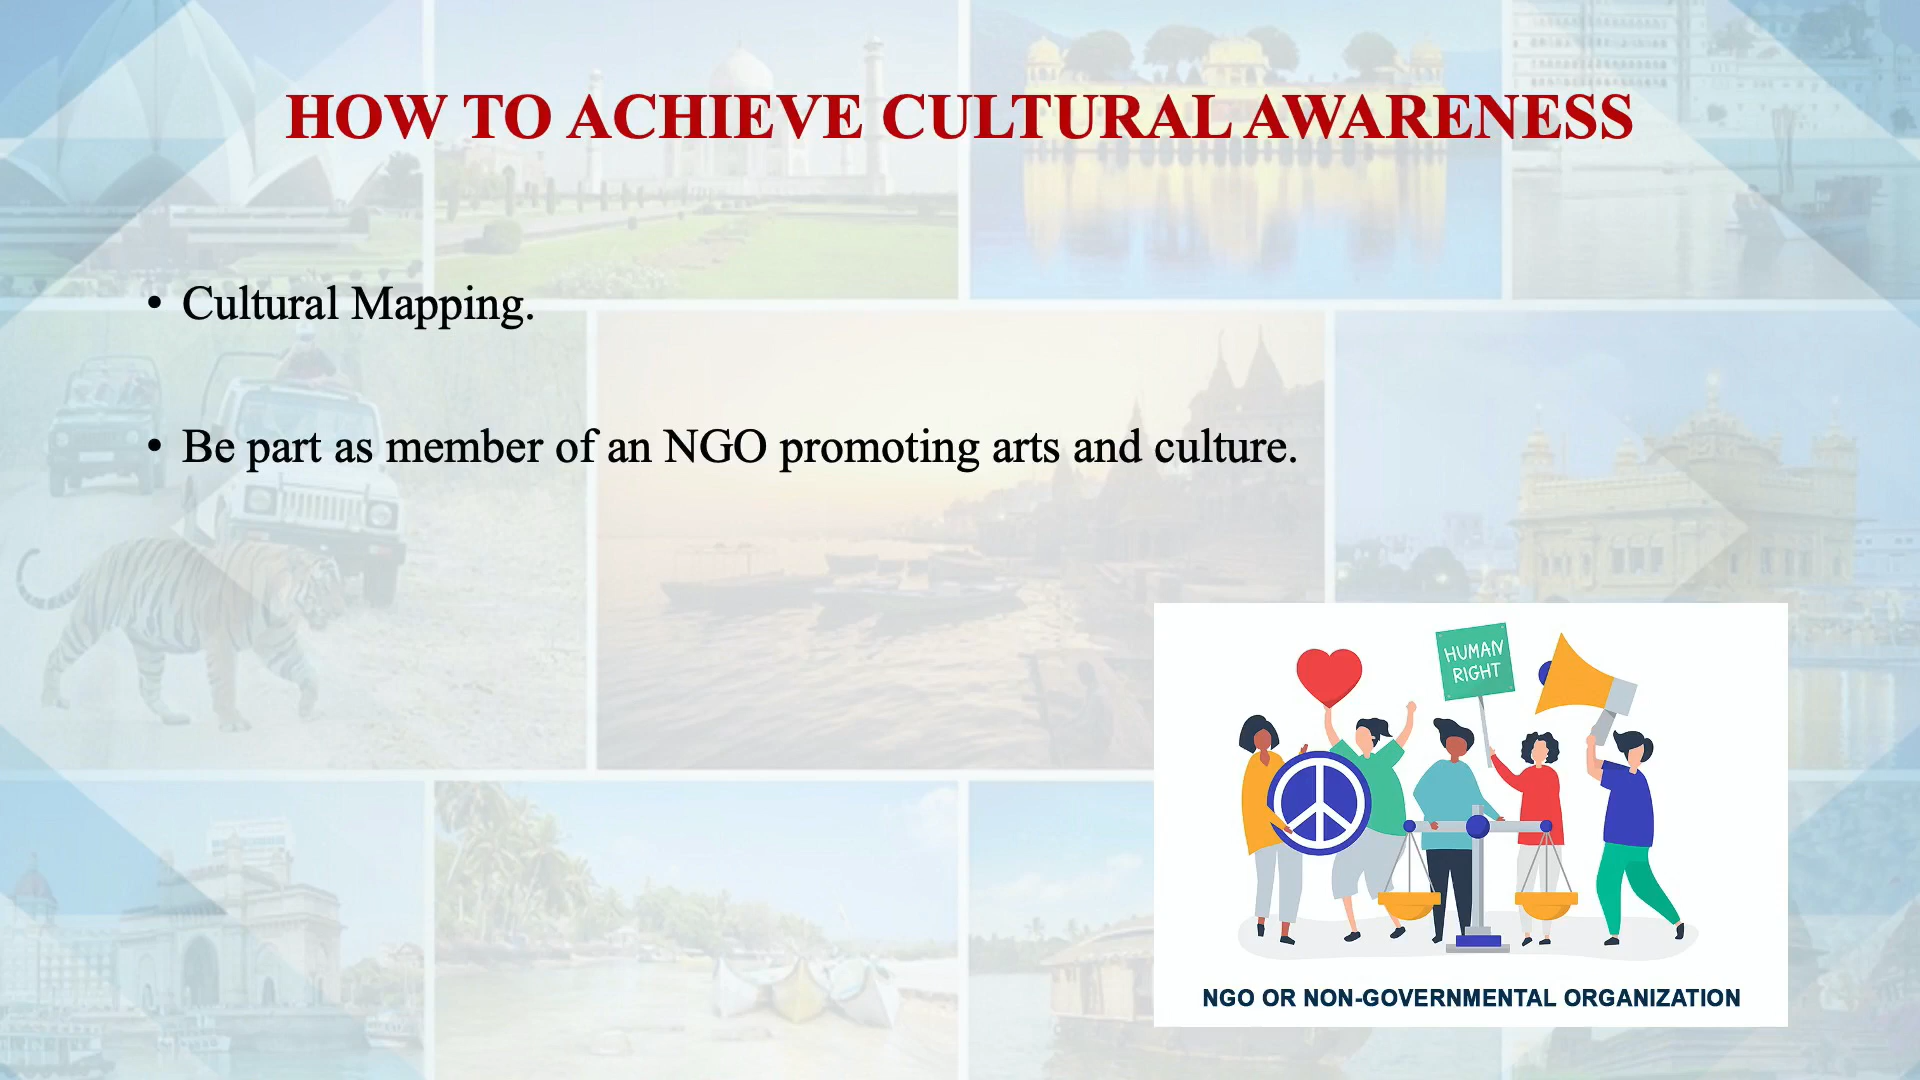 HOW TO ACHIEVE CULTURAL AWARENESS
• Cultural Mapping.
• Be part as member of an NGO promoting arts and culture.
HUMAN
RIGHT
NGO OR NON-GOVERNMENTAL ORGANIZATION